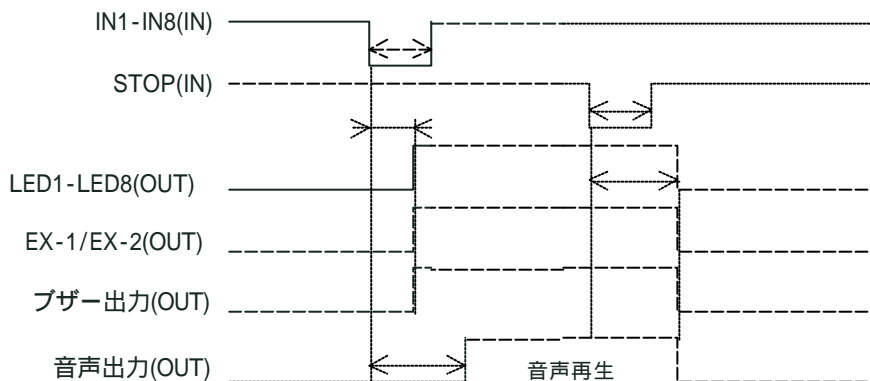 IN1-IN8(IN)
STOP(IN)
LED1-LED8(OUT)
EX-1/EX-2(OUT)
ブザー出力(OUT)
音声出力(OUT)
音声再生